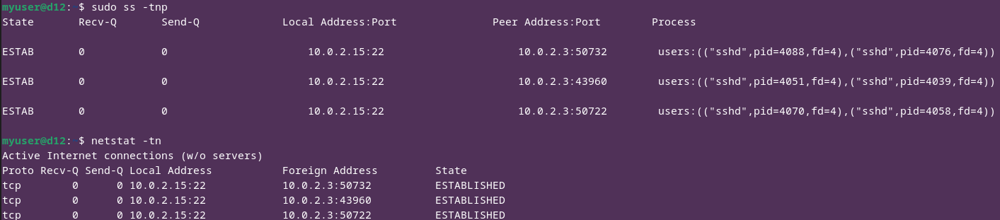 myuser@d12: $ sudo ss -tnp
State Recv-Q Send-Q Local Address:Port Peer Address:Port Process
ESTAB 0 0 10.0.2.15:22 10.0.2.3:50732 users:(("sshd",pid=4088,fd=4),("sshd",pid=4076,fd=4))
ESTAB 0 0 10.0.2.15:22 10.0.2.3:43960 users:(("sshd",pid=4051,fd=4),("sshd",pid=4039,fd=4))
ESTAB 0 0 10.0.2.15:22 10.0.2.3:50722 users:(("sshd",pid=4070,fd=4),("sshd",pid=4058,fd=4))
myuser@d12: $ netstat -tn
Active Internet connections (w/o servers)
Proto Recv-Q Send-Q Local Address Foreign Address State
tcp 0 0 10.0.2.15:22 10.0.2.3:50732 ESTABLISHED
tcp 0 0 10.0.2.15:22 10.0.2.3:43960 ESTABLISHED
tcp 0 0 10.0.2.15:22 10.0.2.3:50722 ESTABLISHED